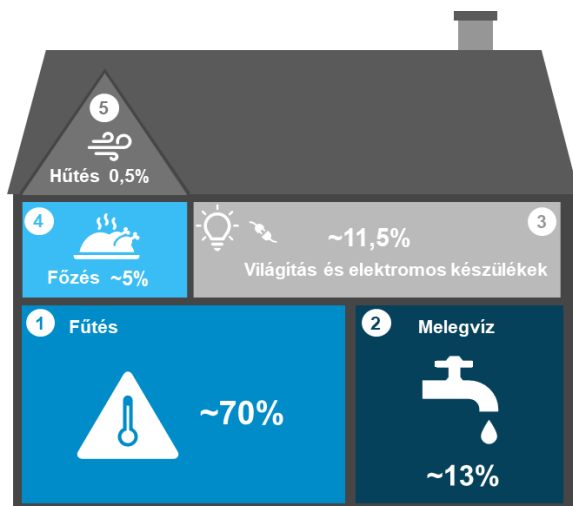 5
Hűtés 0,5%
4
Főzés ~5%
3
~11,5%
Világítás és elektromos készülékek
1 Fűtés
~70%
2 Melegvíz
~13%